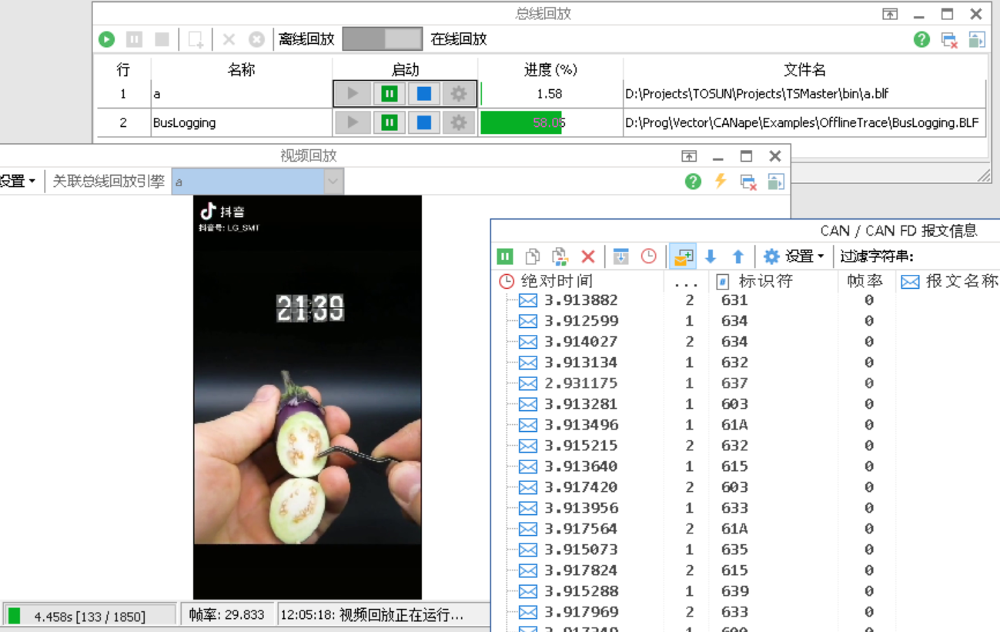 总线回放
离线回放 在线回放
行 名称 启动 进度(%) 文件名
1 a 1.58 D:\Projects\TOSUN\Projects\TSMaster\bin\a.blf
2 BusLogging 58.05 D:\Prog\Vector\CANape\Examples\OfflineTrace\BusLogging.BLF
视频回放
设置 关联总线回放引擎 a
抖音
抖音号: LG_SMT
21:39
CAN / CAN FD 报文信息
设置 过滤字符串:
绝对时间 ... 标识符 帧率 报文名称
3.913882 2 631 0
3.912599 1 634 0
3.914027 2 634 0
3.913134 1 632 0
2.931175 1 637 0
3.913281 1 603 0
3.913496 1 61A 0
3.915215 2 632 0
3.913640 1 615 0
3.917420 2 603 0
3.913956 1 633 0
3.917564 2 61A 0
3.915073 1 635 0
3.917824 2 615 0
3.915288 1 639 0
3.917969 2 633 0
4.458s [133 / 1850] 帧率: 29.833 12:05:18: 视频回放正在运行...